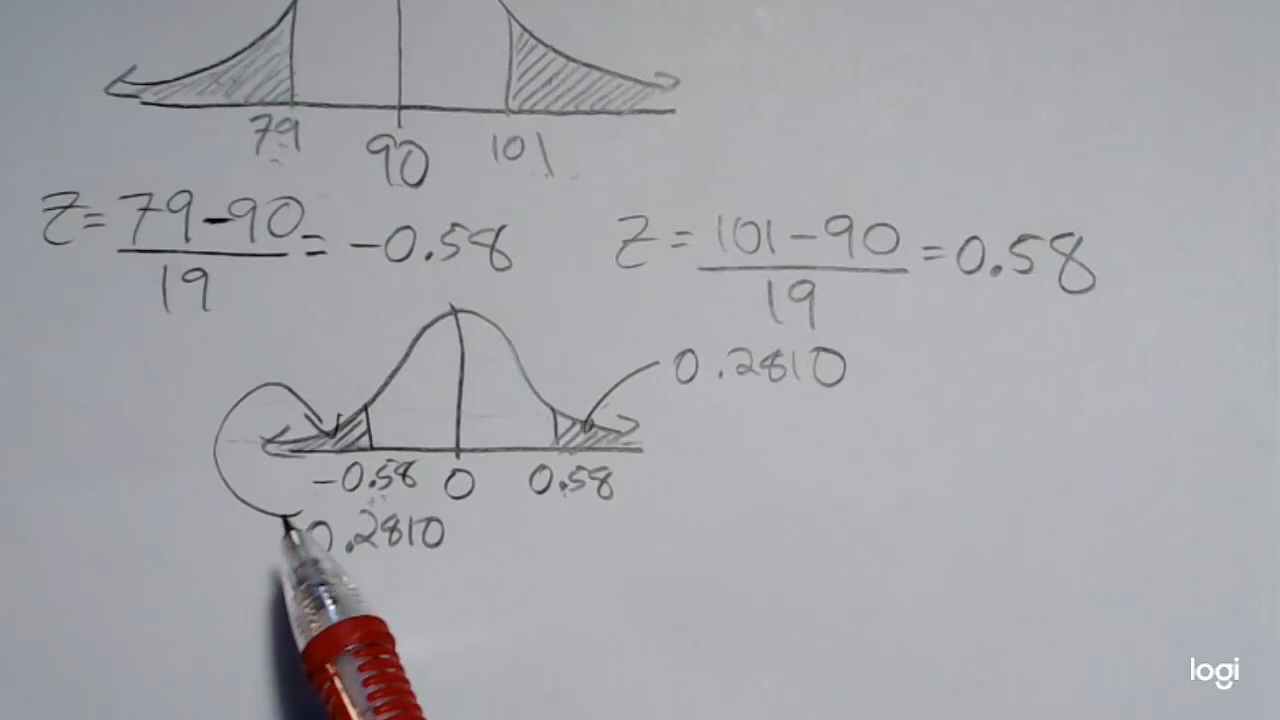 79 90 101
Z = 79-90 / 19 = -0.58
Z = 101-90 / 19 = 0.58
0.2810
-0.58 0 0.58
0.2810
logi